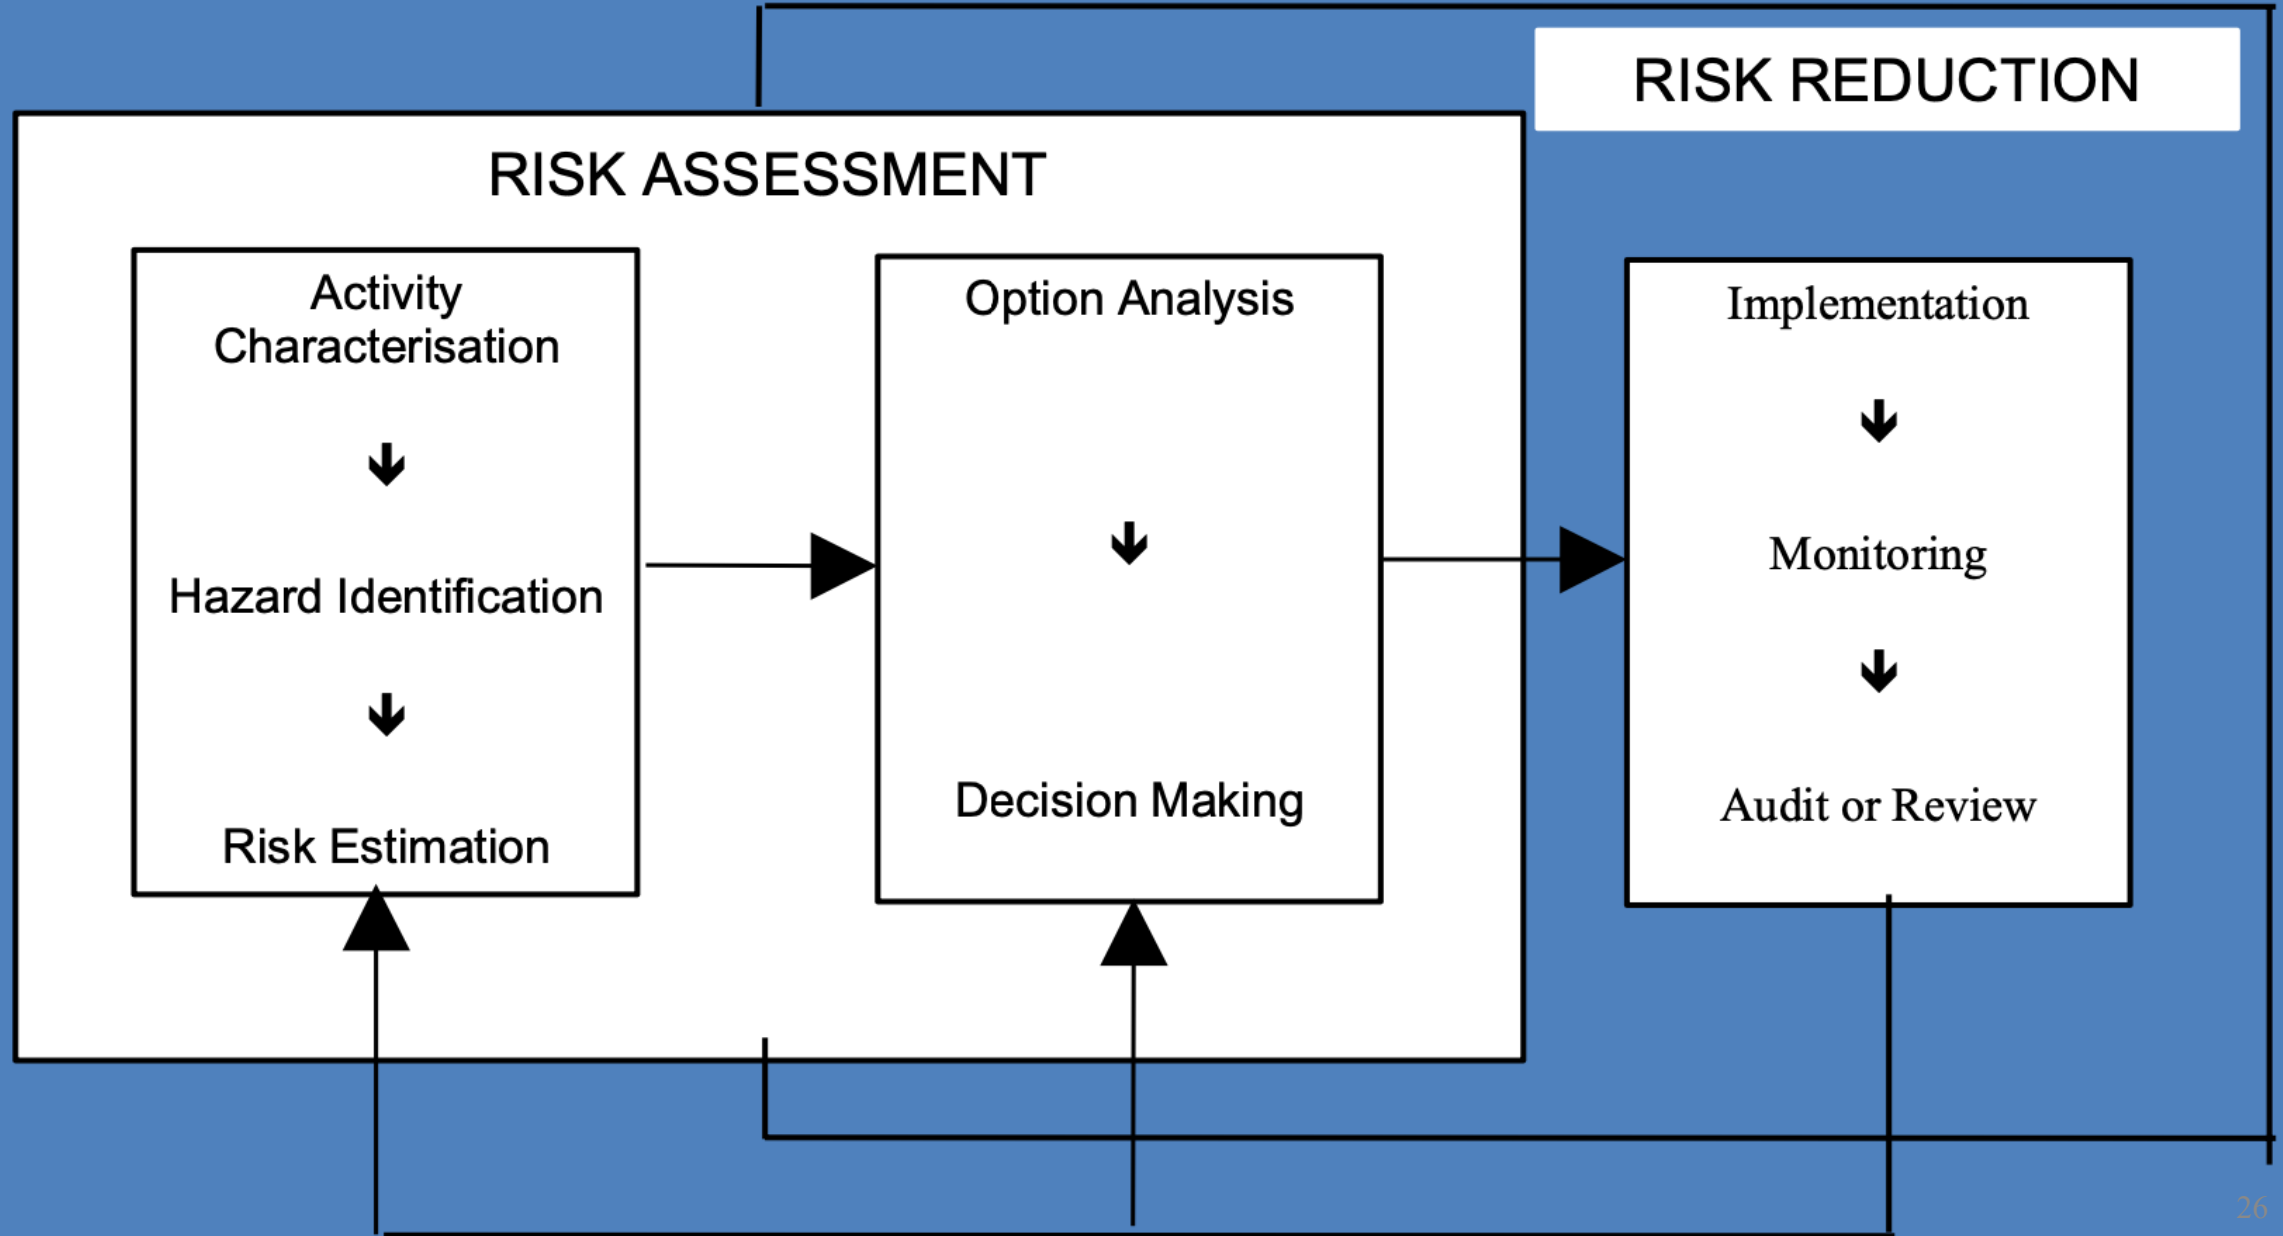 RISK REDUCTION
RISK ASSESSMENT
Activity
Characterisation
Hazard Identification
Risk Estimation
Option Analysis
Decision Making
Implementation
Monitoring
Audit or Review
26